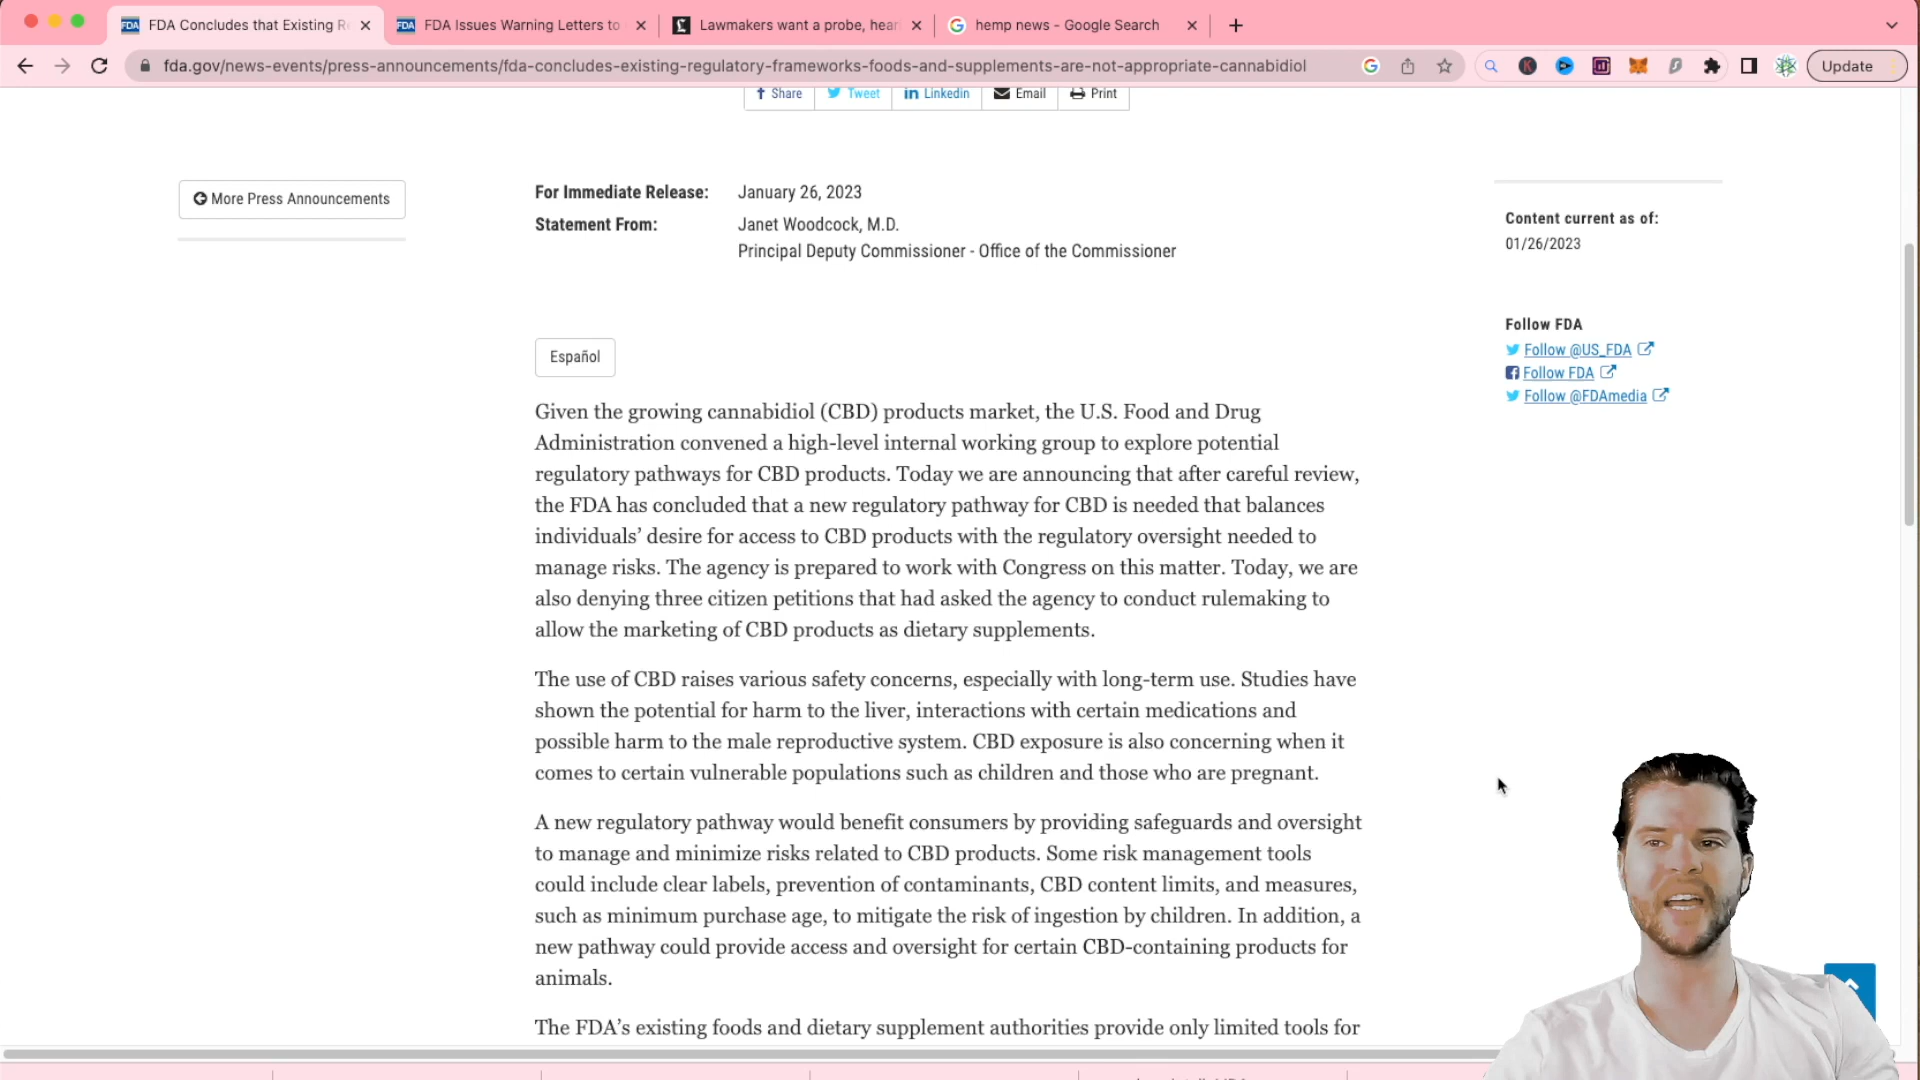 FDA Concludes that Existing R
FDA Issues Warning Letters to
Lawmakers want a probe, hear
hemp news - Google Search
fda.gov/news-events/press-announcements/fda-concludes-existing-regulatory-frameworks-foods-and-supplements-are-not-appropriate-cannabidiol
Update
Share
Tweet
Linkedin
Email
Print
More Press Announcements
For Immediate Release: January 26, 2023
Statement From: Janet Woodcock, M.D.
Principal Deputy Commissioner - Office of the Commissioner
Content current as of:
01/26/2023
Follow FDA
Follow @US_FDA
Follow FDA
Follow @FDAmedia
Español
Given the growing cannabidiol (CBD) products market, the U.S. Food and Drug
Administration convened a high-level internal working group to explore potential
regulatory pathways for CBD products. Today we are announcing that after careful review,
the FDA has concluded that a new regulatory pathway for CBD is needed that balances
individuals’ desire for access to CBD products with the regulatory oversight needed to
manage risks. The agency is prepared to work with Congress on this matter. Today, we are
also denying three citizen petitions that had asked the agency to conduct rulemaking to
allow the marketing of CBD products as dietary supplements.
The use of CBD raises various safety concerns, especially with long-term use. Studies have
shown the potential for harm to the liver, interactions with certain medications and
possible harm to the male reproductive system. CBD exposure is also concerning when it
comes to certain vulnerable populations such as children and those who are pregnant.
A new regulatory pathway would benefit consumers by providing safeguards and oversight
to manage and minimize risks related to CBD products. Some risk management tools
could include clear labels, prevention of contaminants, CBD content limits, and measures,
such as minimum purchase age, to mitigate the risk of ingestion by children. In addition, a
new pathway could provide access and oversight for certain CBD-containing products for
animals.
The FDA’s existing foods and dietary supplement authorities provide only limited tools for